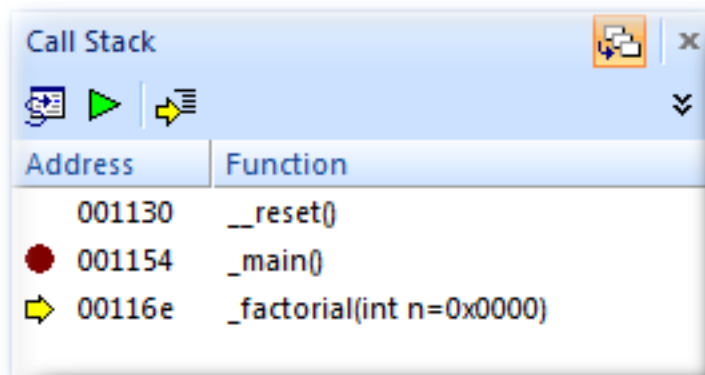 Call Stack
Address Function
001130 __reset()
001154 _main()
00116e _factorial(int n=0x0000)